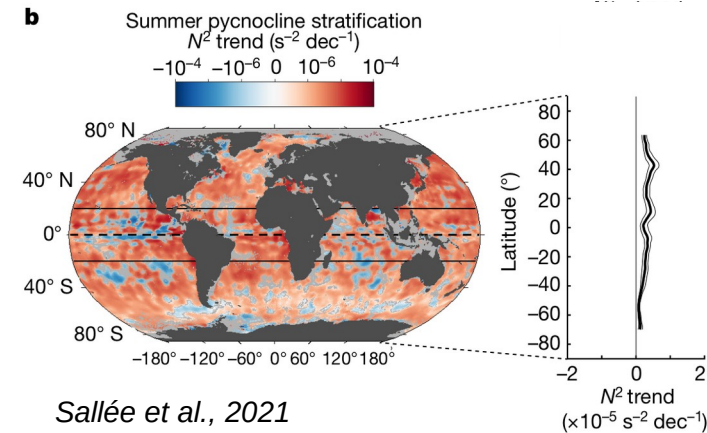 b
Summer pycnocline stratification
N² trend (s⁻² dec⁻¹)
−10⁻⁴ −10⁻⁶ 0 10⁻⁶ 10⁻⁴
80° N
40° N
0°
40° S
80° S
−180° −120° −60° 0° 60° 120° 180°
Latitude (°)
80
60
40
20
0
−20
−40
−60
−80
−2 0 2
N² trend
(×10⁻⁵ s⁻² dec⁻¹)
Sallée et al., 2021